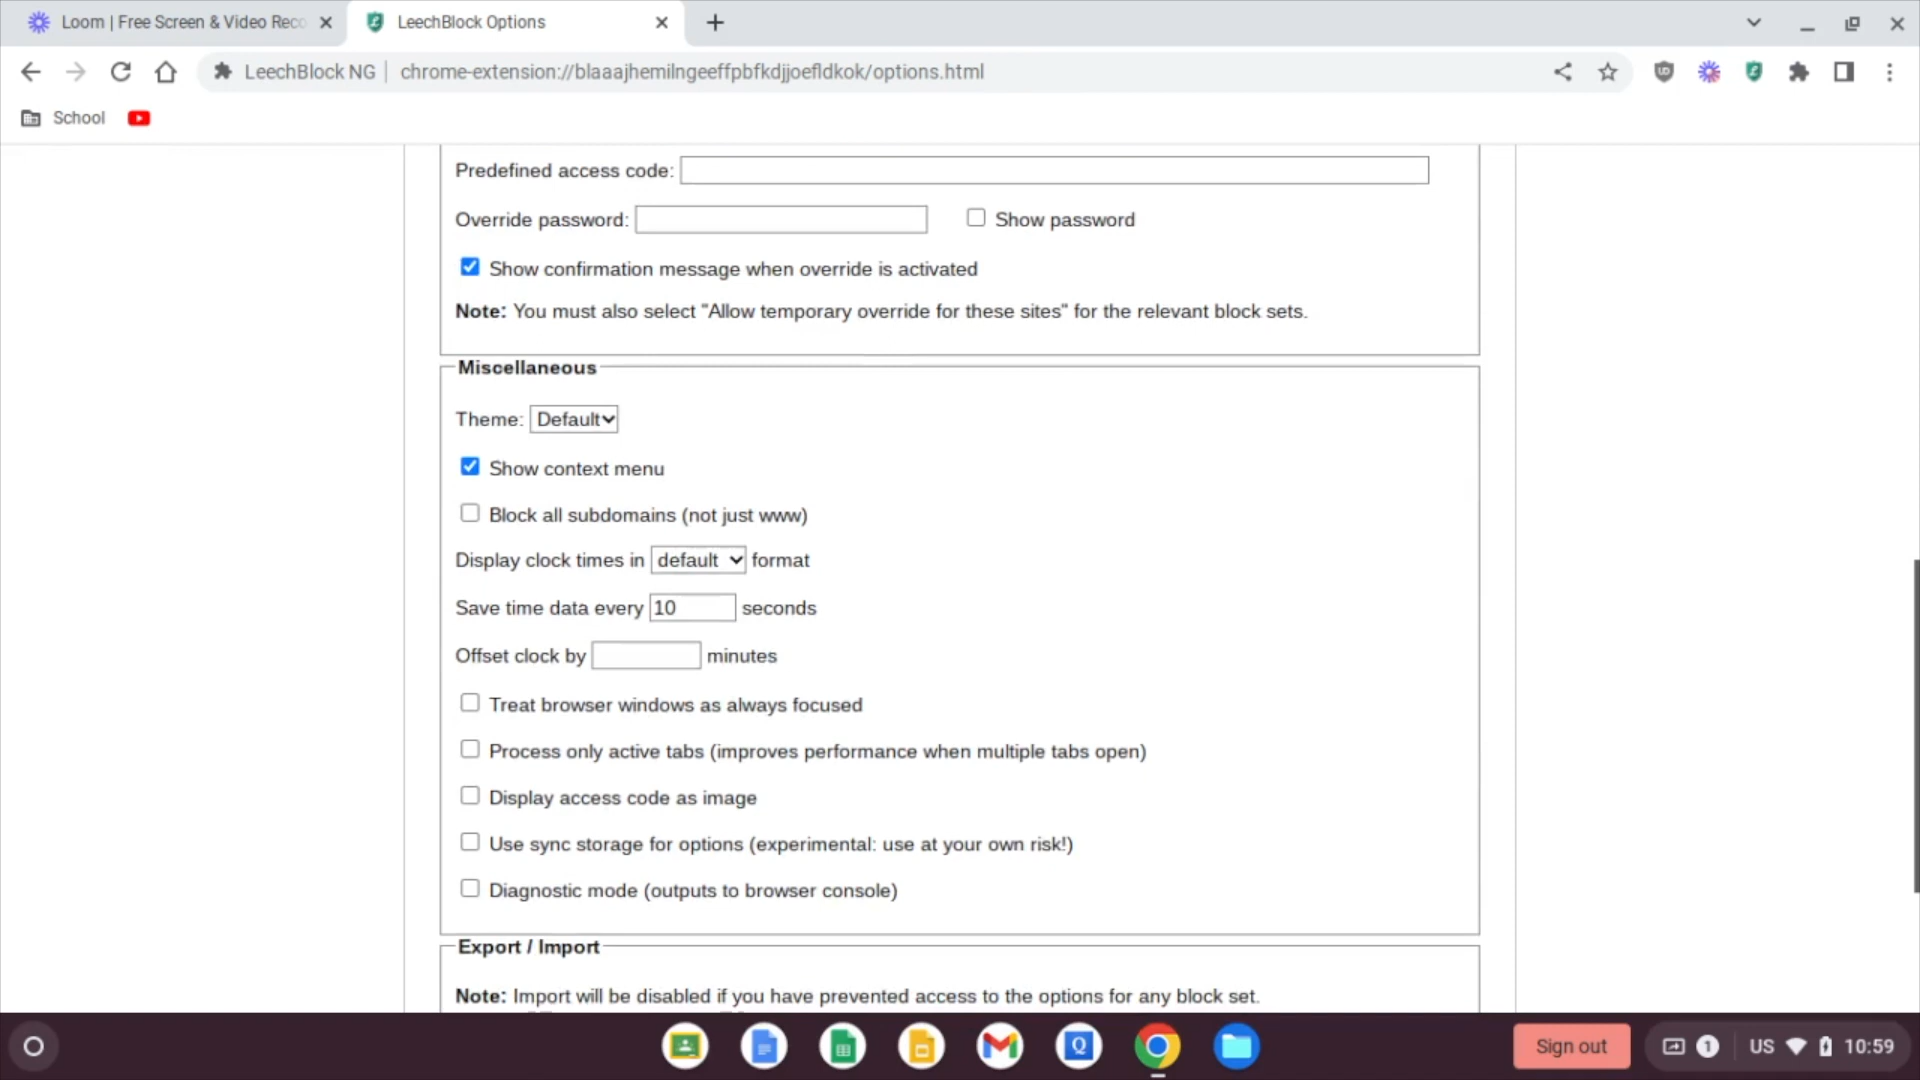 Loom | Free Screen & Video Reco
LeechBlock Options
LeechBlock NG | chrome-extension://blaaajhemilngeeffpbfkdjjoefldkok/options.html
School
Predefined access code:
Override password: Show password
Show confirmation message when override is activated
Note: You must also select "Allow temporary override for these sites" for the relevant block sets.
Miscellaneous
Theme: Default
Show context menu
Block all subdomains (not just www)
Display clock times in default format
Save time data every 10 seconds
Offset clock by minutes
Treat browser windows as always focused
Process only active tabs (improves performance when multiple tabs open)
Display access code as image
Use sync storage for options (experimental: use at your own risk!)
Diagnostic mode (outputs to browser console)
Export / Import
Note: Import will be disabled if you have prevented access to the options for any block set.
Sign out 1 US 10:59